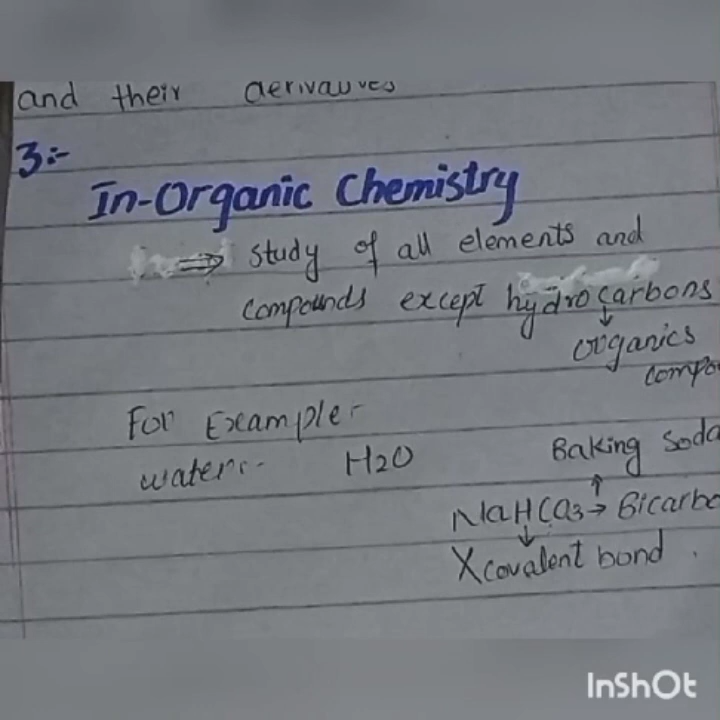 and their derivatives
3:-
In-Organic Chemistry
⇒ study of all elements and
compounds except hydrocarbons
↓
organics
compo
For Example:-
water:- H2O
Baking Soda
↑
NaHCO3→ Bicarbo
↓
X covalent bond.
InShOt